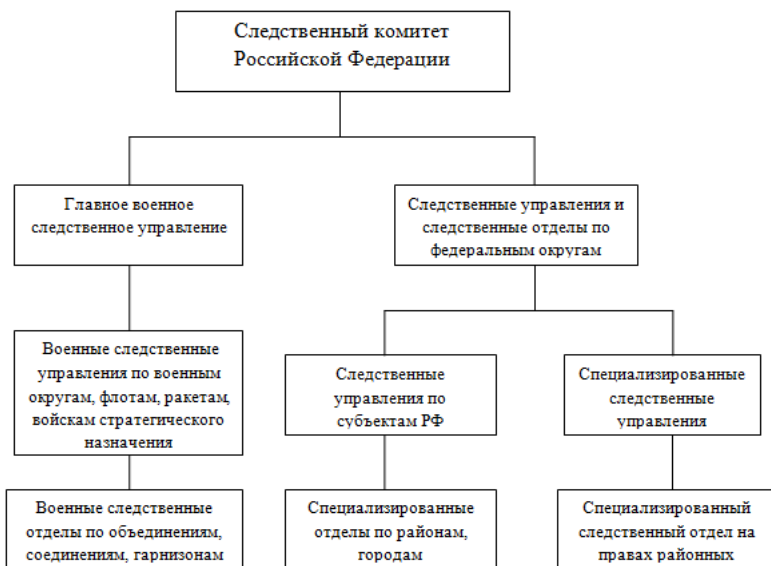 Следственный комитет
Российской Федерации
Главное военное
следственное управление
Следственные управления и
следственные отделы по
федеральным округам
Военные следственные
управления по военным
округам, флотам, ракетам,
войскам стратегического
назначения
Следственные
управления по
субъектам РФ
Специализированные
следственные
управления
Военные следственные
отделы по объединениям,
соединениям, гарнизонам
Специализированные
отделы по районам,
городам
Специализированный
следственный отдел на
правах районных